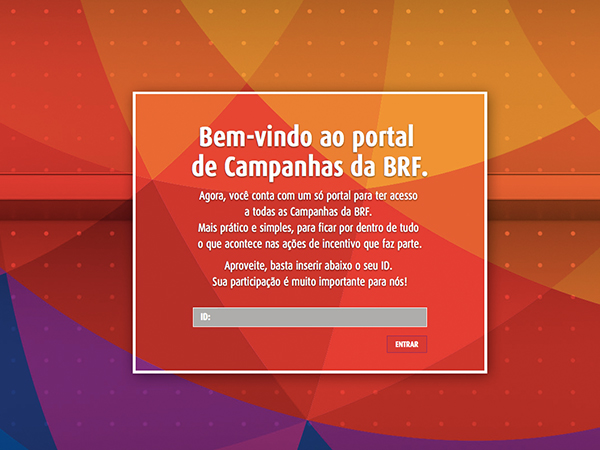 Bem-vindo ao portal
de Campanhas da BRF.
Agora, você conta com um só portal para ter acesso
a todas as Campanhas da BRF.
Mais prático e simples, para ficar por dentro de tudo
o que acontece nas ações de incentivo que faz parte.
Aproveite, basta inserir abaixo o seu ID.
Sua participação é muito importante para nós!
ID:
ENTRAR